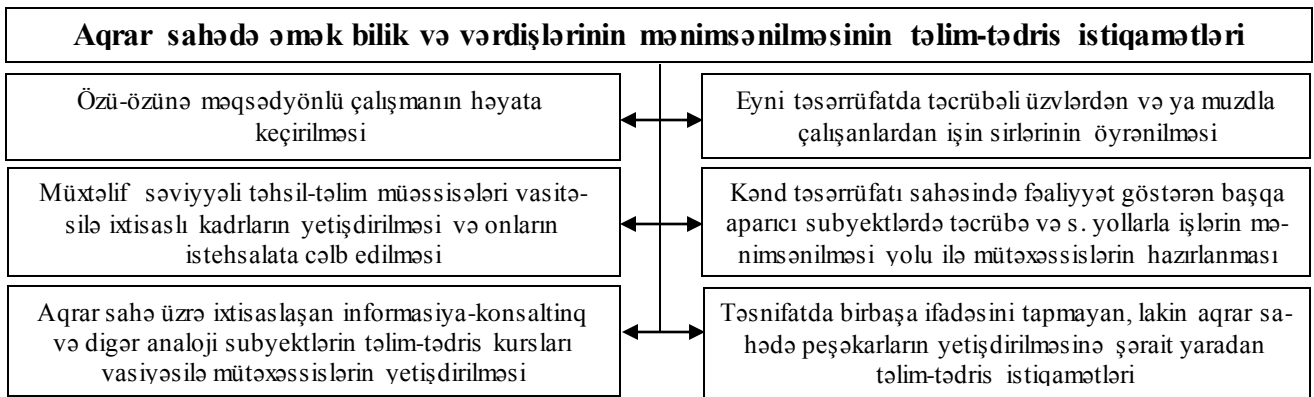 Aqrar sahədə əmək bilik və vərdişlərinin mənimsənilməsinin təlim-tədris istiqamətləri
Özü-özünə məqsədyönlü çalışmanın həyata
keçirilməsi
Eyni təsərrüfatda təcrübəli üzvlərdən və ya muzdla
çalışanlardan işin sirlərinin öyrənilməsi
Müxtəlif səviyyəli təhsil-təlim müəssisələri vasitə-
silə ixtisaslı kadrların yetişdirilməsi və onların
istehsalata cəlb edilməsi
Kənd təsərrüfatı sahəsində fəaliyyət göstərən başqa
aparıcı subyektlərdə təcrübə və s. yollarla işlərin mə-
nimsənilməsi yolu ilə mütəxəssislərin hazırlanması
Aqrar sahə üzrə ixtisaslaşan informasiya-konsaltinq
və digər analoji subyektlərin təlim-tədris kursları
vasiyəsilə mütəxəssislərin yetişdirilməsi
Təsnifatda birbaşa ifadəsini tapmayan, lakin aqrar sa-
hədə peşəkarların yetişdirilməsinə şərait yaradan
təlim-tədris istiqamətləri